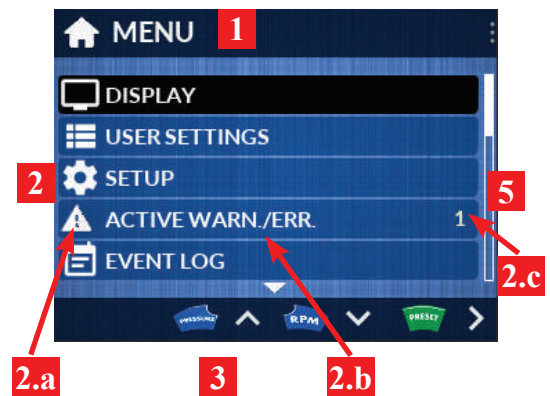 MENU 1
DISPLAY
USER SETTINGS
2 SETUP 5
ACTIVE WARN./ERR. 1
EVENT LOG 2.c
PRESSURE RPM PRESET
2.a 3 2.b